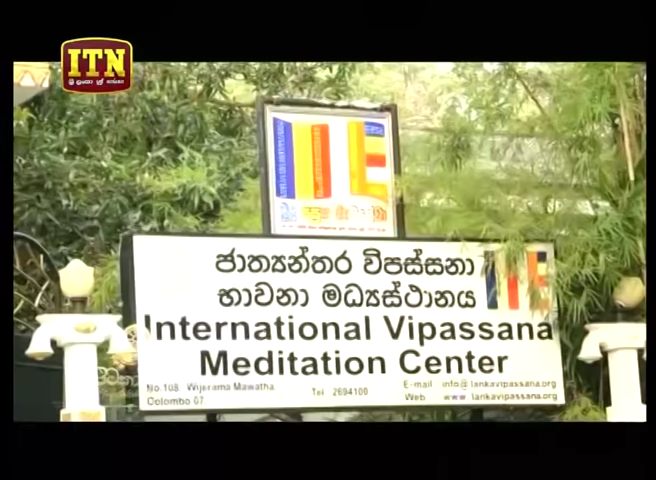 ITN
ජාත්‍යන්තර විපස්සනා
භාවනා මධ්‍යස්ථානය
International Vipassana
Meditation Center
No.108 Wijerama Mawatha
Colombo 07
Tel 2694100
E-mail info@lankavipassana.org
Web www.lankavipassana.org